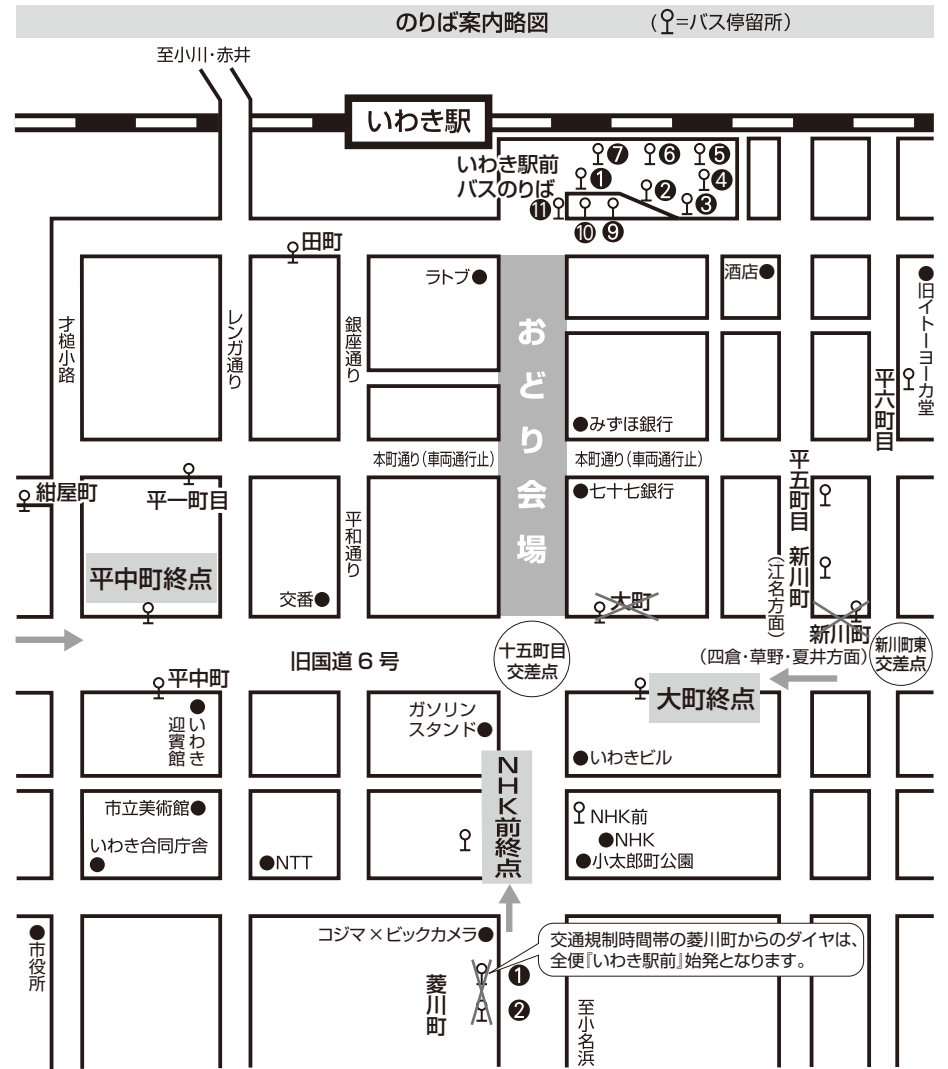 のりば案内略図
(=バス停留所)
至小川・赤井
いわき駅
いわき駅前
バスのりば
❼
❻
❺
❶
❷
❹
❸
⓫
❿
❾
田町
ラトブ
酒店
旧イトーヨーカ堂
才槌小路
レンガ通り
銀座通り
おどり会場
みずほ銀行
平六町目
本町通り(車両通行止)
本町通り(車両通行止)
紺屋町
平一町目
平和通り
七十七銀行
平五町目
平中町終点
交番
大町
新川町
(江名方面)
新川町
(四倉・草野・夏井方面)
新川町東
交差点
十五町目
交差点
旧国道6号
平中町
大町終点
いわき
迎賓館
ガソリン
スタンド
いわきビル
NHK前終点
市立美術館
いわき合同庁舎
NTT
NHK前
NHK
小太郎町公園
市役所
コジマ×ビックカメラ
菱川町
❶
❷
交通規制時間帯の菱川町からのダイヤは、
全便『いわき駅前』始発となります。
至小名浜